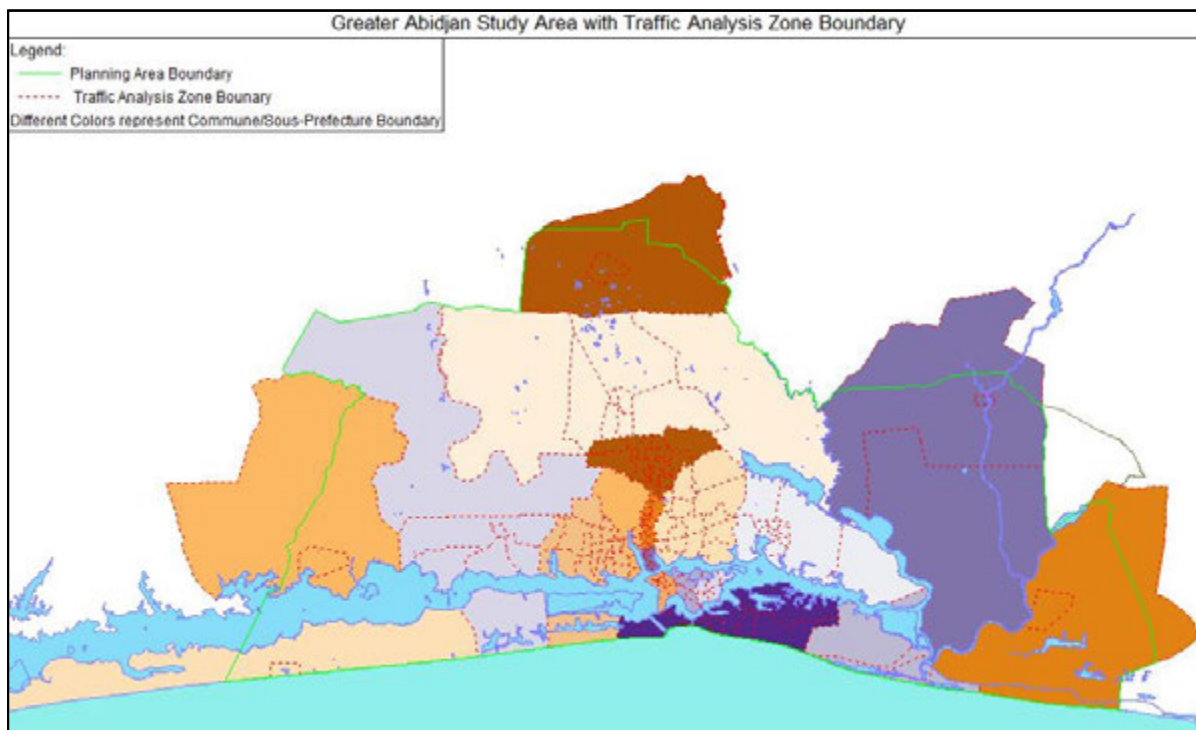 Greater Abidjan Study Area with Traffic Analysis Zone Boundary
Legend:
Planning Area Boundary
Traffic Analysis Zone Bounary
Different Colors represent Commune/Sous-Prefecture Boundary